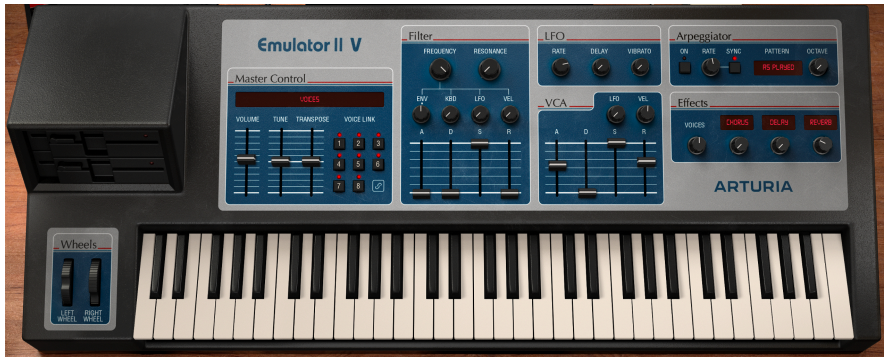 Emulator II V
Master Control
VOICES
VOLUME TUNE TRANSPOSE VOICE LINK
1 2 3
4 5 6
7 8
Filter
FREQUENCY RESONANCE
ENV KBD LFO VEL
A D S R
LFO
RATE DELAY VIBRATO
VCA
LFO VEL
A D S R
Arpeggiator
ON RATE SYNC PATTERN OCTAVE
AS PLAYED
Effects
VOICES CHORUS DELAY REVERB
ARTURIA
Wheels
LEFT WHEEL
RIGHT WHEEL